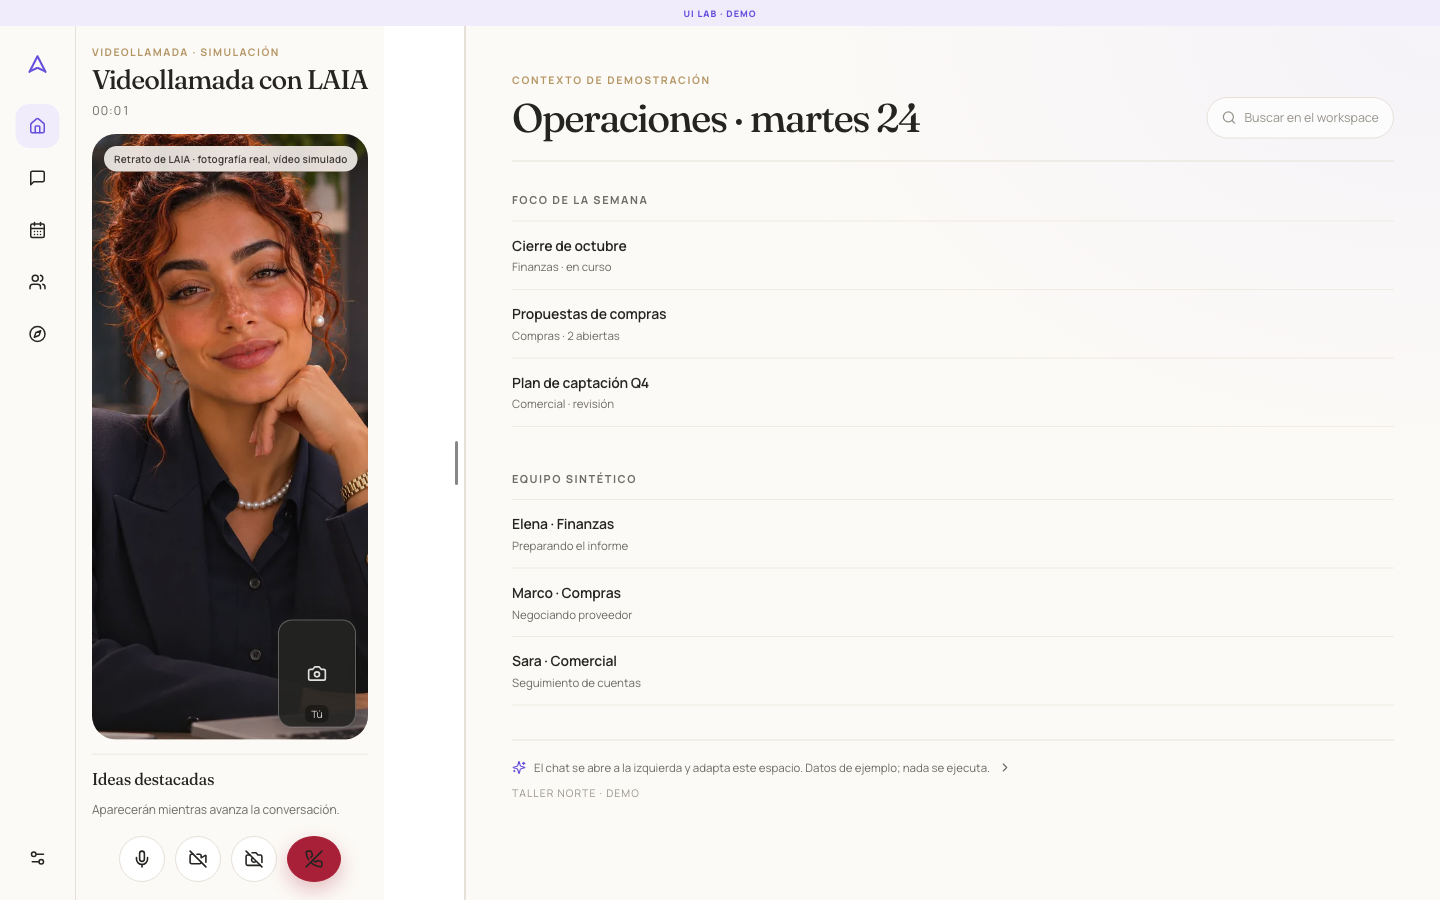 UI LAB · DEMO
VIDEOLLAMADA · SIMULACIÓN
Videollamada con LAIA
00:01
Retrato de LAIA · fotografía real, vídeo simulado
Tú
Ideas destacadas
Aparecerán mientras avanza la conversación.
CONTEXTO DE DEMOSTRACIÓN
Operaciones · martes 24
Buscar en el workspace
FOCO DE LA SEMANA
Cierre de octubre
Finanzas · en curso
Propuestas de compras
Compras · 2 abiertas
Plan de captación Q4
Comercial · revisión
EQUIPO SINTÉTICO
Elena · Finanzas
Preparando el informe
Marco · Compras
Negociando proveedor
Sara · Comercial
Seguimiento de cuentas
El chat se abre a la izquierda y adapta este espacio. Datos de ejemplo; nada se ejecuta.
TALLER NORTE · DEMO